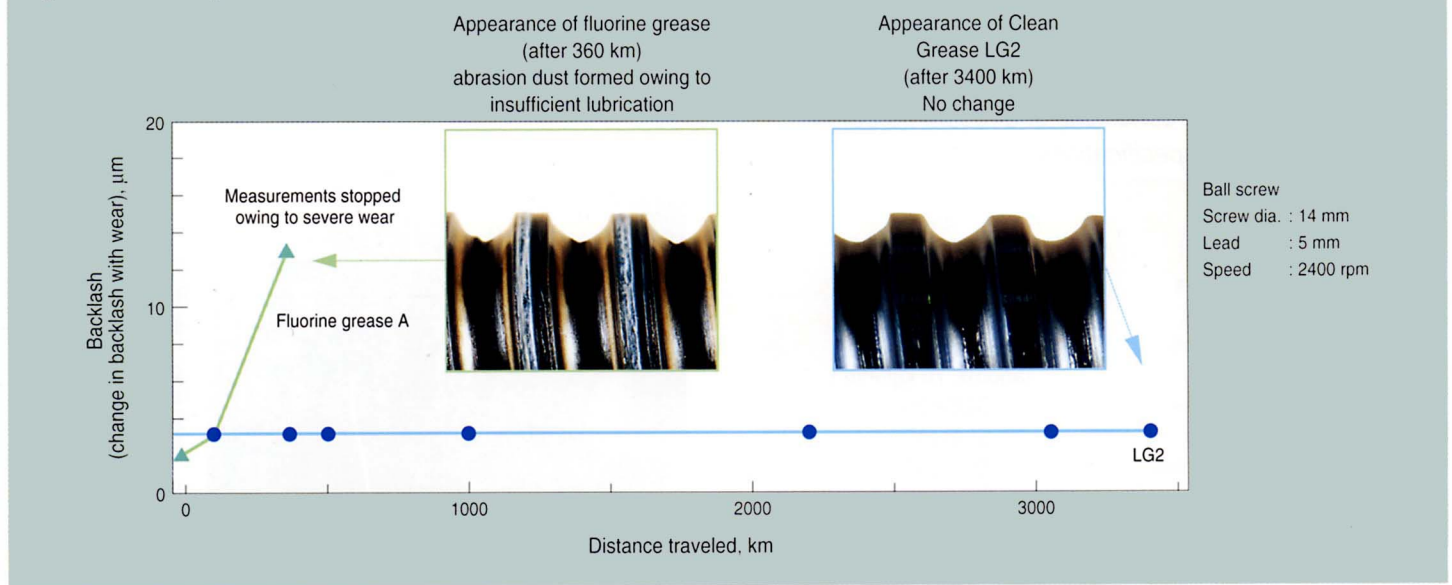 Appearance of fluorine grease
(after 360 km)
abrasion dust formed owing to
insufficient lubrication
Appearance of Clean
Grease LG2
(after 3400 km)
No change
Backlash
(change in backlash with wear), μm
20
10
0
Measurements stopped
owing to severe wear
Fluorine grease A
LG2
0
1000
2000
3000
Distance traveled, km
Ball screw
Screw dia. : 14 mm
Lead : 5 mm
Speed : 2400 rpm